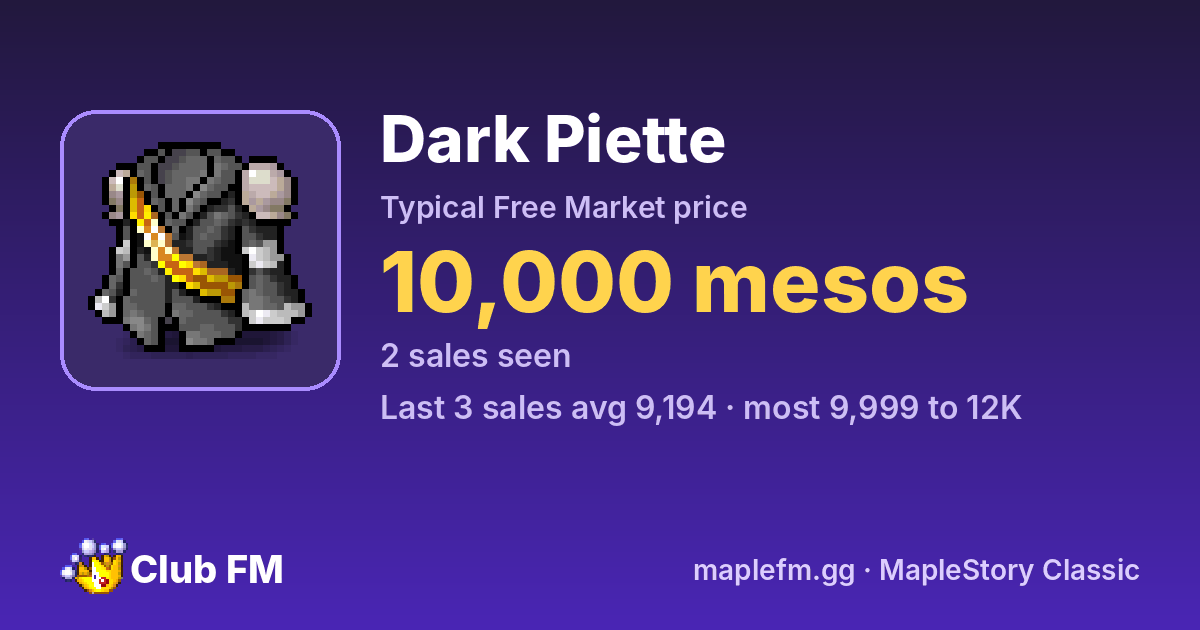 Dark Piette
Typical Free Market price
10,000 mesos
2 sales seen
Last 3 sales avg 9,194 · most 9,999 to 12K
Club FM
maplefm.gg · MapleStory Classic